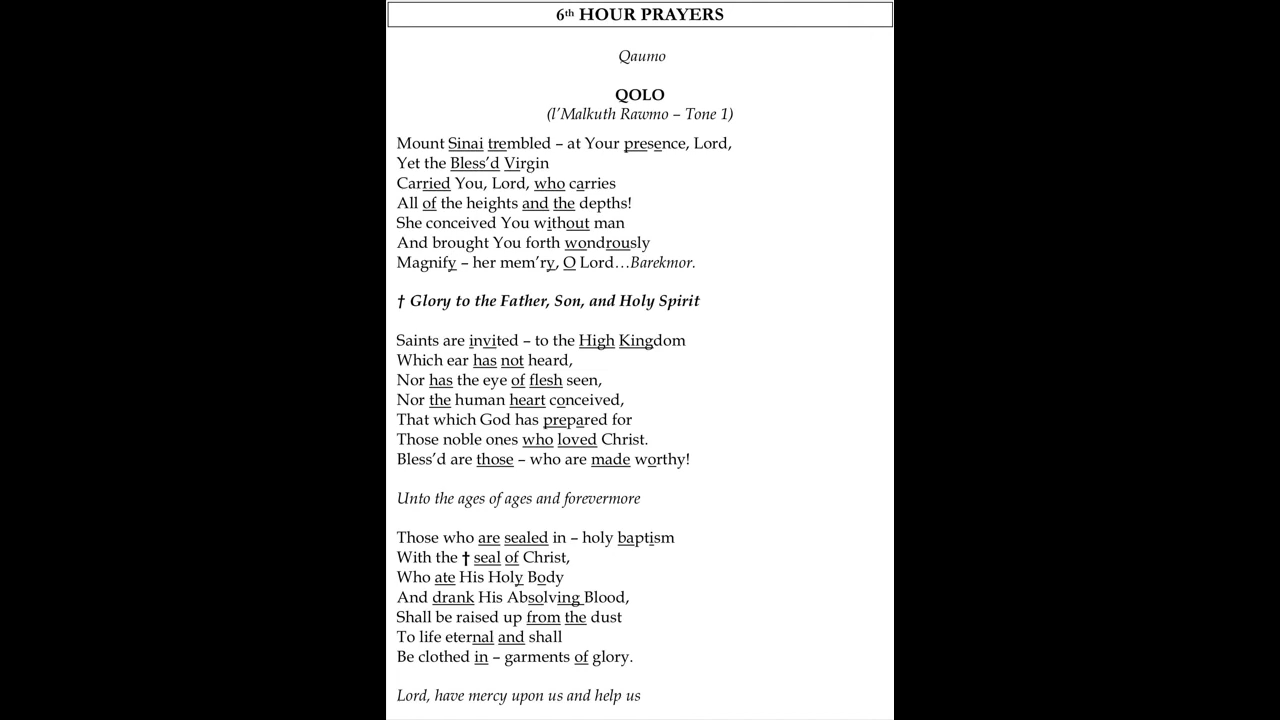 6th HOUR PRAYERS
Qaumo
QOLO
(l'Malkuth Rawmo – Tone 1)
Mount Sinai trembled – at Your presence, Lord,
Yet the Bless'd Virgin
Carried You, Lord, who carries
All of the heights and the depths!
She conceived You without man
And brought You forth wondrously
Magnify – her mem'ry, O Lord…Barekmor.
† Glory to the Father, Son, and Holy Spirit
Saints are invited – to the High Kingdom
Which ear has not heard,
Nor has the eye of flesh seen,
Nor the human heart conceived,
That which God has prepared for
Those noble ones who loved Christ.
Bless'd are those – who are made worthy!
Unto the ages of ages and forevermore
Those who are sealed in – holy baptism
With the † seal of Christ,
Who ate His Holy Body
And drank His Absolving Blood,
Shall be raised up from the dust
To life eternal and shall
Be clothed in – garments of glory.
Lord, have mercy upon us and help us